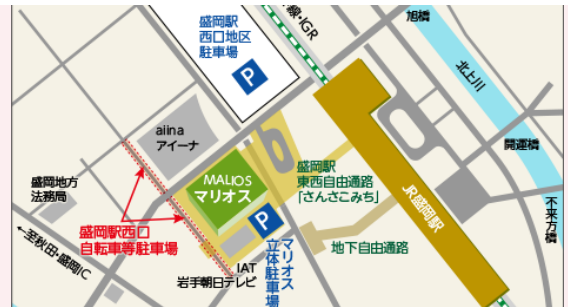 盛岡駅
西口地区
駐車場
P
線・IGR
旭橋
北上川
開運橋
不来方橋
aiina
アイーナ
盛岡地方
法務局
MALIOS
マリオス
盛岡駅
東西自由通路
「さんさこみち」
JR盛岡駅
盛岡駅西口
自転車等駐車場
P
マリオス
立体駐車場
地下自由通路
←至秋田・盛岡IC
IAT
岩手朝日テレビ